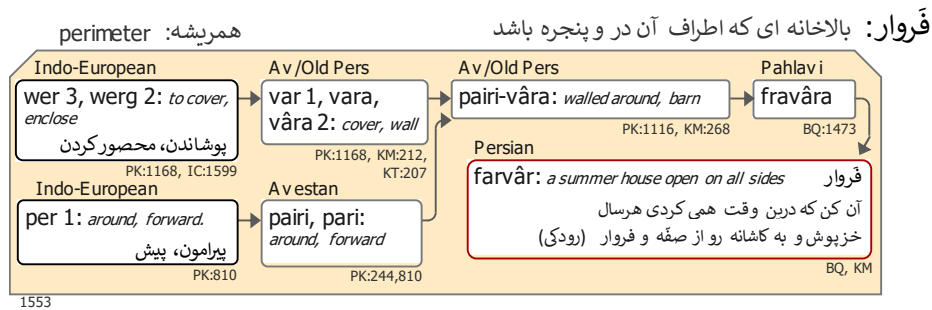 فَروار: بالاخانه ای که اطراف آن در و پنجره باشد همریشه: perimeter
Indo-European
wer 3, werg 2: to cover, enclose
پوشاندن، محصور کردن
PK:1168, IC:1599
Av/Old Pers
var 1, vara,
vâra 2: cover, wall
PK:1168, KM:212,
KT:207
Av/Old Pers
pairi-vâra: walled around, barn
PK:1116, KM:268
Pahlavi
fravâra
BQ:1473
Indo-European
per 1: around, forward.
پیرامون، پیش
PK:810
Avestan
pairi, pari:
around, forward
PK:244,810
Persian
farvâr: a summer house open on all sides فَروار
آن کن که درین وقت همی کردی هرسال
خزپوش و به کاشانه رو از صفّه و فروار (رودکی)
BQ, KM
1553